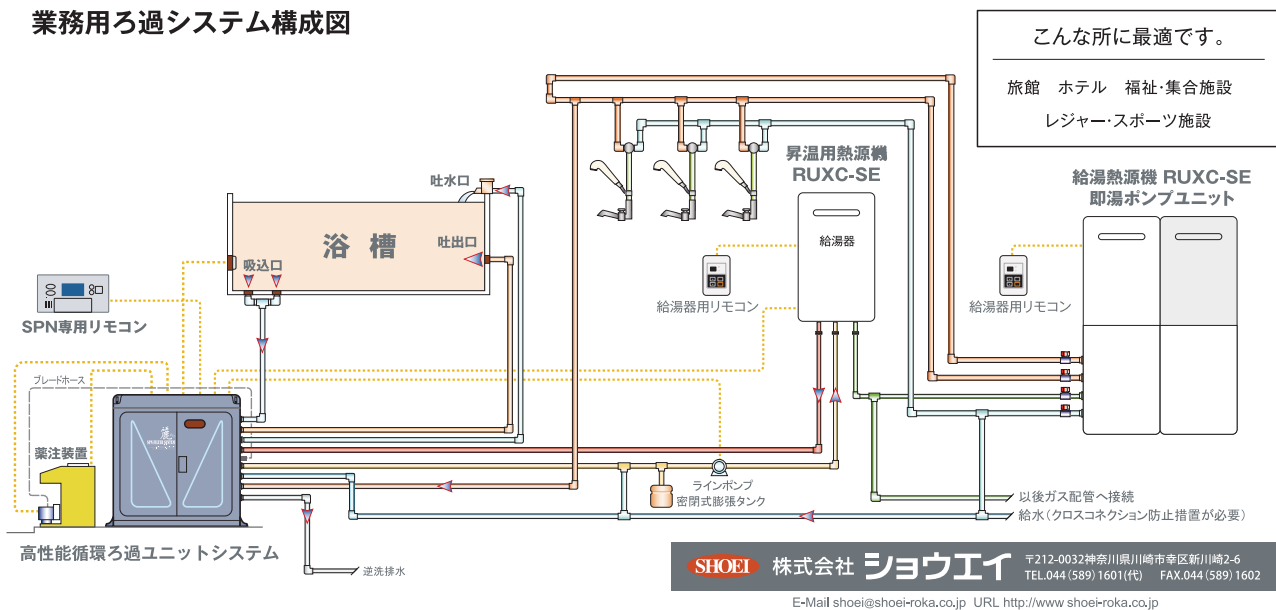 業務用ろ過システム構成図
こんな所に最適です。
旅館 ホテル 福祉・集合施設
レジャー・スポーツ施設
昇温用熱源機
RUXC-SE
給湯熱源機 RUXC-SE
即湯ポンプユニット
吐水口
浴槽
吐出口
吸込口
給湯器
SPN専用リモコン
給湯器用リモコン
給湯器用リモコン
ブレードホース
薬注装置
ラインポンプ
密閉式膨張タンク
以後ガス配管へ接続
給水(クロスコネクション防止措置が必要)
高性能循環ろ過ユニットシステム
逆洗排水
SHOEI 株式会社 ショウエイ
〒212-0032神奈川県川崎市幸区新川崎2-6
TEL.044(589)1601(代) FAX.044(589)1602
E-Mail shoei@shoei-roka.co.jp URL http://www shoei-roka.co.jp